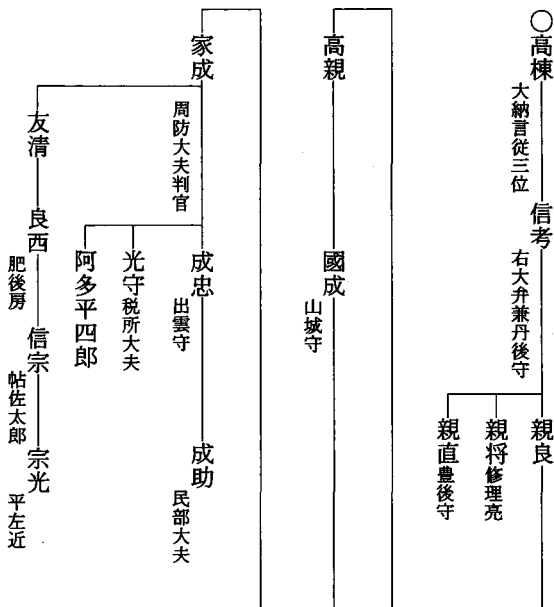 〇高棟
大納言従三位
信考
右大弁兼丹後守
親良
親将
修理亮
親直
豊後守
高親
國成
山城守
家成
周防大夫判官
成忠
出雲守
成助
民部大夫
光守
税所大夫
阿多平四郎
友清
良西
肥後房
信宗
帖佐太郎
宗光
平左近